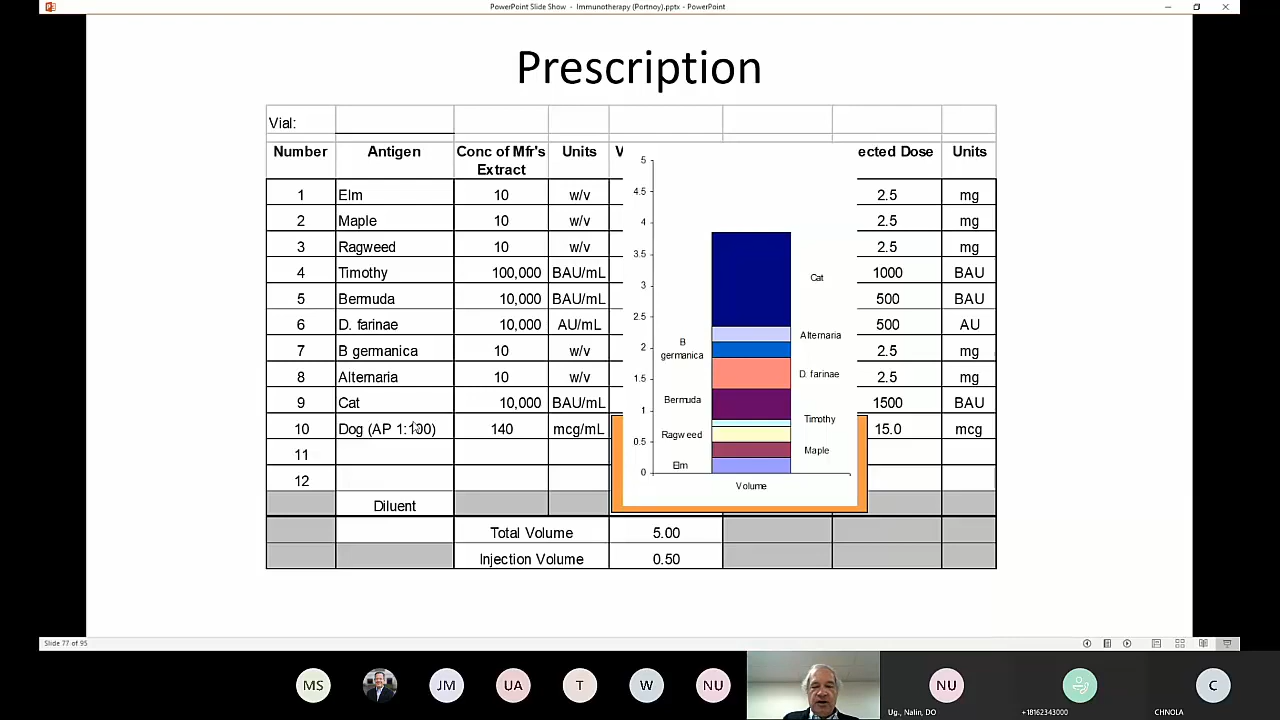 PowerPoint Slide Show - Immunotherapy (Portnoy).pptx - PowerPoint
Prescription
Vial:
Number Antigen Conc of Mfr's Extract Units V ected Dose Units
1 Elm 10 w/v 2.5 mg
2 Maple 10 w/v 2.5 mg
3 Ragweed 10 w/v 2.5 mg
4 Timothy 100,000 BAU/mL 1000 BAU
5 Bermuda 10,000 BAU/mL 500 BAU
6 D. farinae 10,000 AU/mL 500 AU
7 B germanica 10 w/v 2.5 mg
8 Alternaria 10 w/v 2.5 mg
9 Cat 10,000 BAU/mL 1500 BAU
10 Dog (AP 1:100) 140 mcg/mL 15.0 mcg
11
12
Diluent
Total Volume 5.00
Injection Volume 0.50
5
4.5
4
3.5
3
2.5
2
1.5
1
0.5
0
Cat
Alternaria
B germanica
D. farinae
Bermuda
Timothy
Ragweed
Maple
Elm
Volume
Slide 77 of 95
MS JM UA T W NU NU C
Ug., Nalin, DO +18162343000 CHNOLA